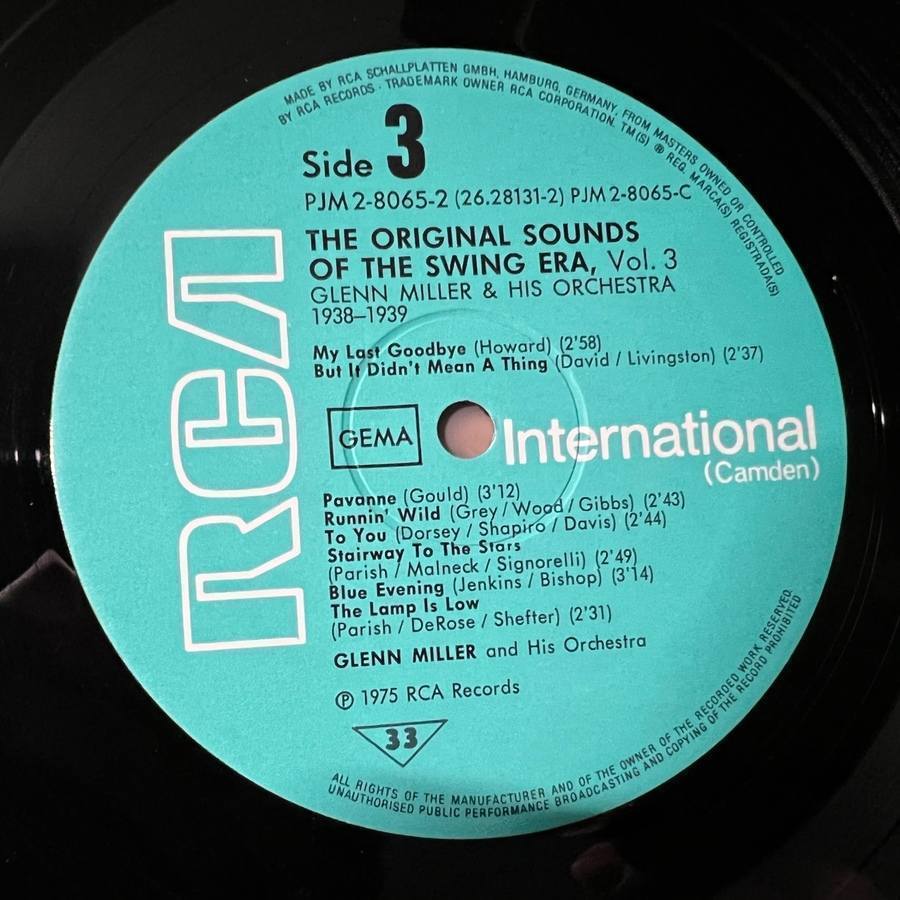 MADE BY RCA SCHALLPLATTEN GMBH, HAMBURG, GERMANY, FROM MASTERS OWNED OR CONTROLLED
BY RCA RECORDS · TRADEMARK OWNER RCA CORPORATION. TM(S) ® REG. MARCA(S) REGISTRADA(S)
Side 3
PJM 2-8065-2 (26.28131-2) PJM 2-8065-C
THE ORIGINAL SOUNDS
OF THE SWING ERA, Vol. 3
GLENN MILLER & HIS ORCHESTRA
1938–1939
My Last Goodbye (Howard) (2'58)
But It Didn't Mean A Thing (David / Livingston) (2'37)
RCA
GEMA
International
(Camden)
Pavanne (Gould) (3'12)
Runnin' Wild (Grey / Wood / Gibbs) (2'43)
To You (Dorsey / Shapiro / Davis) (2'44)
Stairway To The Stars
(Parish / Malneck / Signorelli) (2'49)
Blue Evening (Jenkins / Bishop) (3'14)
The Lamp Is Low
(Parish / DeRose / Shefter) (2'31)
GLENN MILLER and His Orchestra
℗ 1975 RCA Records
33
ALL RIGHTS OF THE MANUFACTURER AND OF THE OWNER OF THE RECORDED WORK RESERVED.
UNAUTHORISED PUBLIC PERFORMANCE BROADCASTING AND COPYING OF THE RECORD PROHIBITED